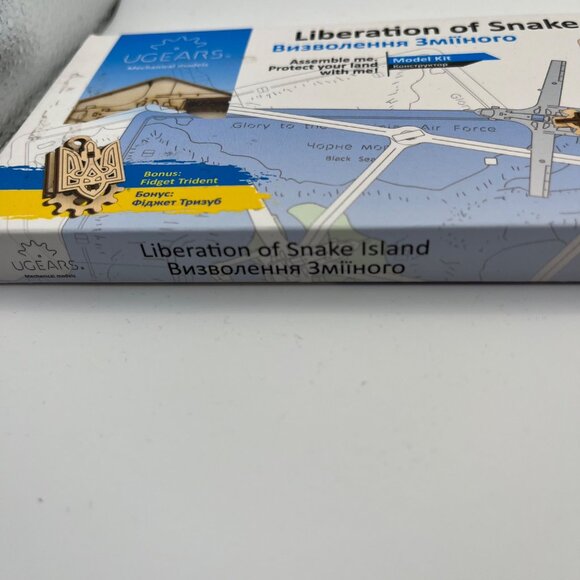 UGEARS
Mechanical models
Liberation of Snake
Визволення Зміїного
Assemble me.
Protect your land
with me!
Model Kit
Конструктор
Glory to the Air Force
Чорне мо
Black Sea
Bonus:
Fidget Trident
Бонус:
Фіджет Тризуб
UGEARS
Mechanical models
Liberation of Snake Island
Визволення Зміїного